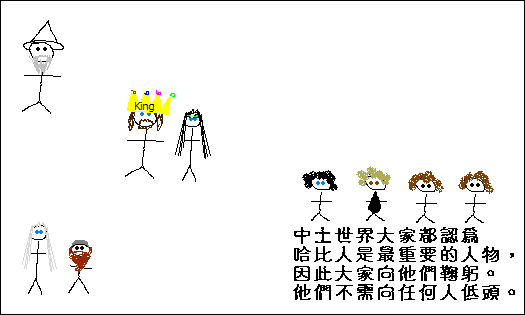 King
中土世界大家都認為
哈比人是最重要的人物，
因此大家向他們鞠躬。
他們不需向任何人低頭。